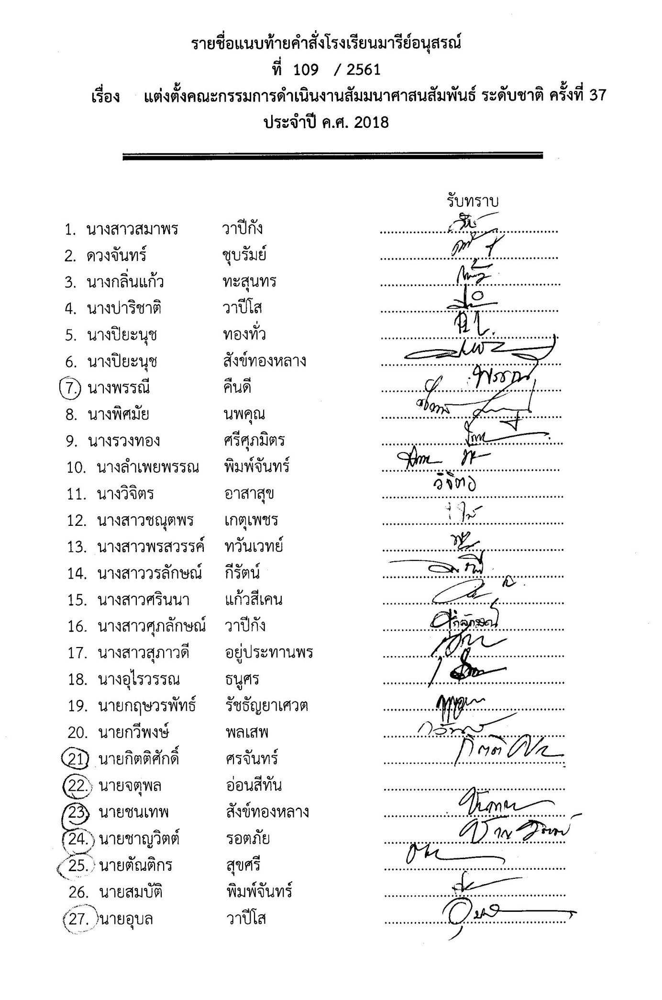 รายชื่อแนบท้ายคำสั่งโรงเรียนมารีย์อนุสรณ์
ที่ 109 / 2561
เรื่อง แต่งตั้งคณะกรรมการดำเนินงานสัมมนาศาสนสัมพันธ์ ระดับชาติ ครั้งที่ 37
ประจำปี ค.ศ. 2018
รับทราบ
1. นางสาวสมาพร วาปีกัง
2. ดวงจันทร์ ชุบรัมย์
3. นางกลิ่นแก้ว ทะสุนทร
4. นางปาริชาติ วาปีโส
5. นางปิยะนุช ทองทั่ว
6. นางปิยะนุช สังข์ทองหลาง
7. นางพรรณี คืนดี พรรณี
8. นางพิศมัย นพคุณ
9. นางรวงทอง ศรีศุภมิตร
10. นางลำเพยพรรณ พิมพ์จันทร์
11. นางวิจิตร อาสาสุข วิจิตร
12. นางสาวชณุตพร เกตุเพชร
13. นางสาวพรสวรรค์ ทวันเวทย์
14. นางสาววรลักษณ์ กีรัตน์
15. นางสาวศรินนา แก้วสีเคน
16. นางสาวศุภลักษณ์ วาปีกัง ศุภลักษณ์
17. นางสาวสุภาวดี อยู่ประทานพร
18. นางอุไรวรรณ ธนูศร
19. นายกฤษวรพัทธ์ รัชธัญยาเศวต
20. นายกวีพงษ์ พลเสพ
21. นายกิตติศักดิ์ ศรจันทร์
22. นายจตุพล อ่อนสีทัน
23. นายชนเทพ สังข์ทองหลาง
24. นายชาญวิตต์ รอตภัย
25. นายตัณติกร สุขศรี
26. นายสมบัติ พิมพ์จันทร์
27. นายอุบล วาปีโส